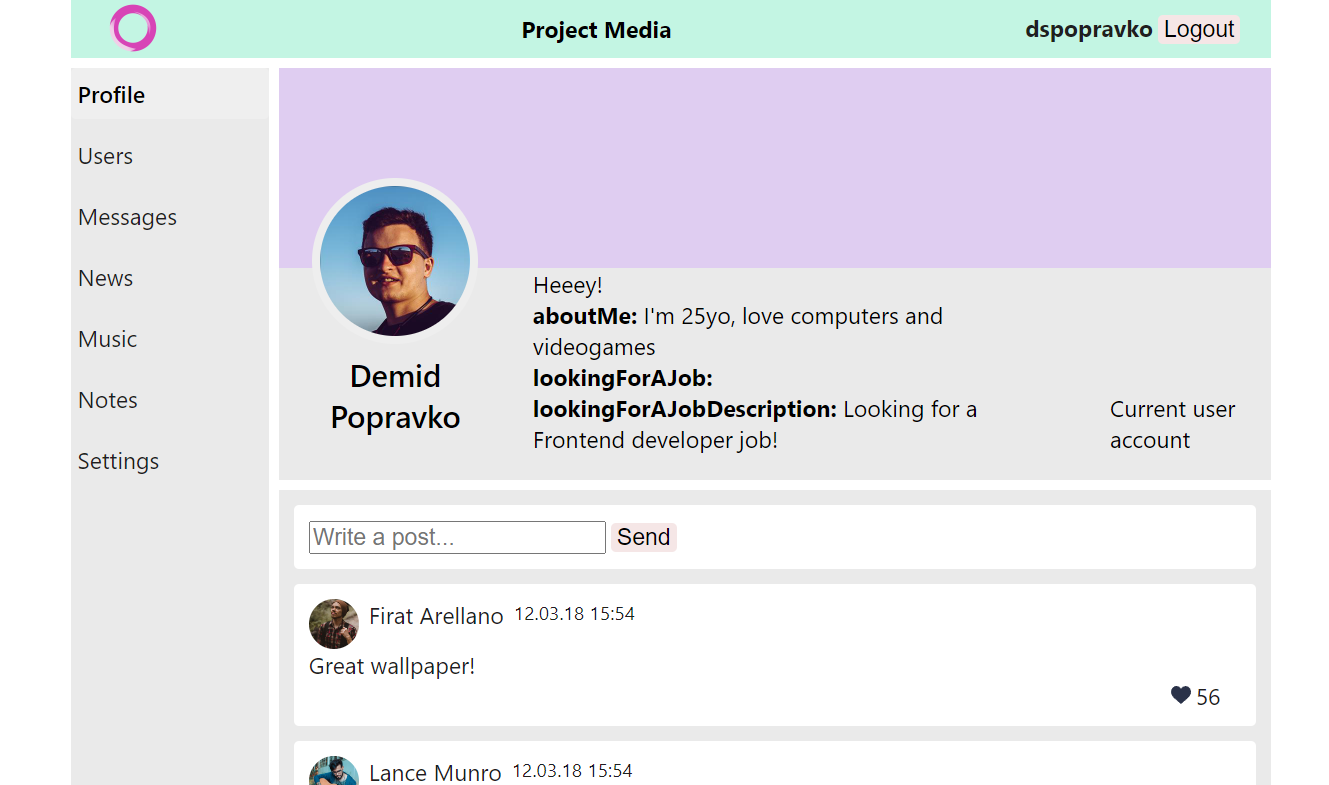 Project Media
dspopravko Logout
Profile
Users
Messages
News
Music
Notes
Settings
Demid
Popravko
Heeey!
aboutMe: I'm 25yo, love computers and
videogames
lookingForAJob:
lookingForAJobDescription: Looking for a
Frontend developer job!
Current user
account
Write a post... Send
Firat Arellano 12.03.18 15:54
Great wallpaper!
56
Lance Munro 12.03.18 15:54